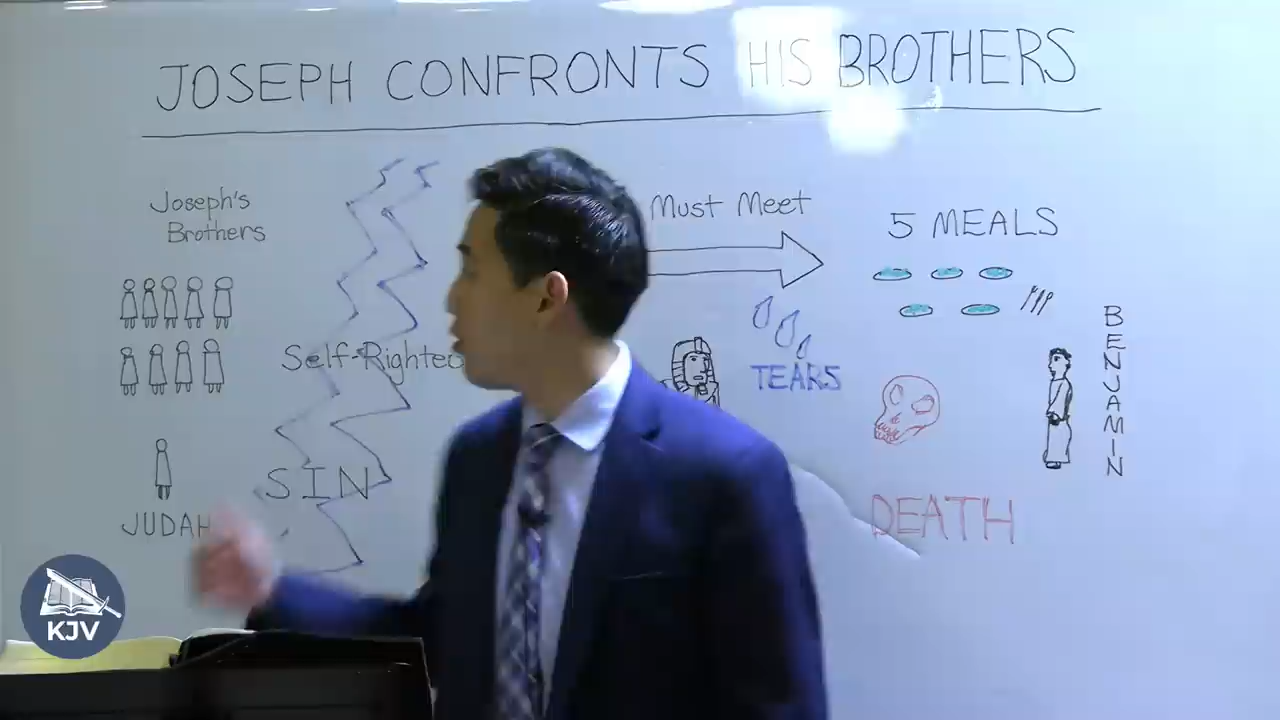 JOSEPH CONFRONTS HIS BROTHERS
Joseph's
Brothers
Must Meet
5 MEALS
Self-Righteo
TEARS
BENJAMIN
SIN
JUDAH
DEATH
KJV